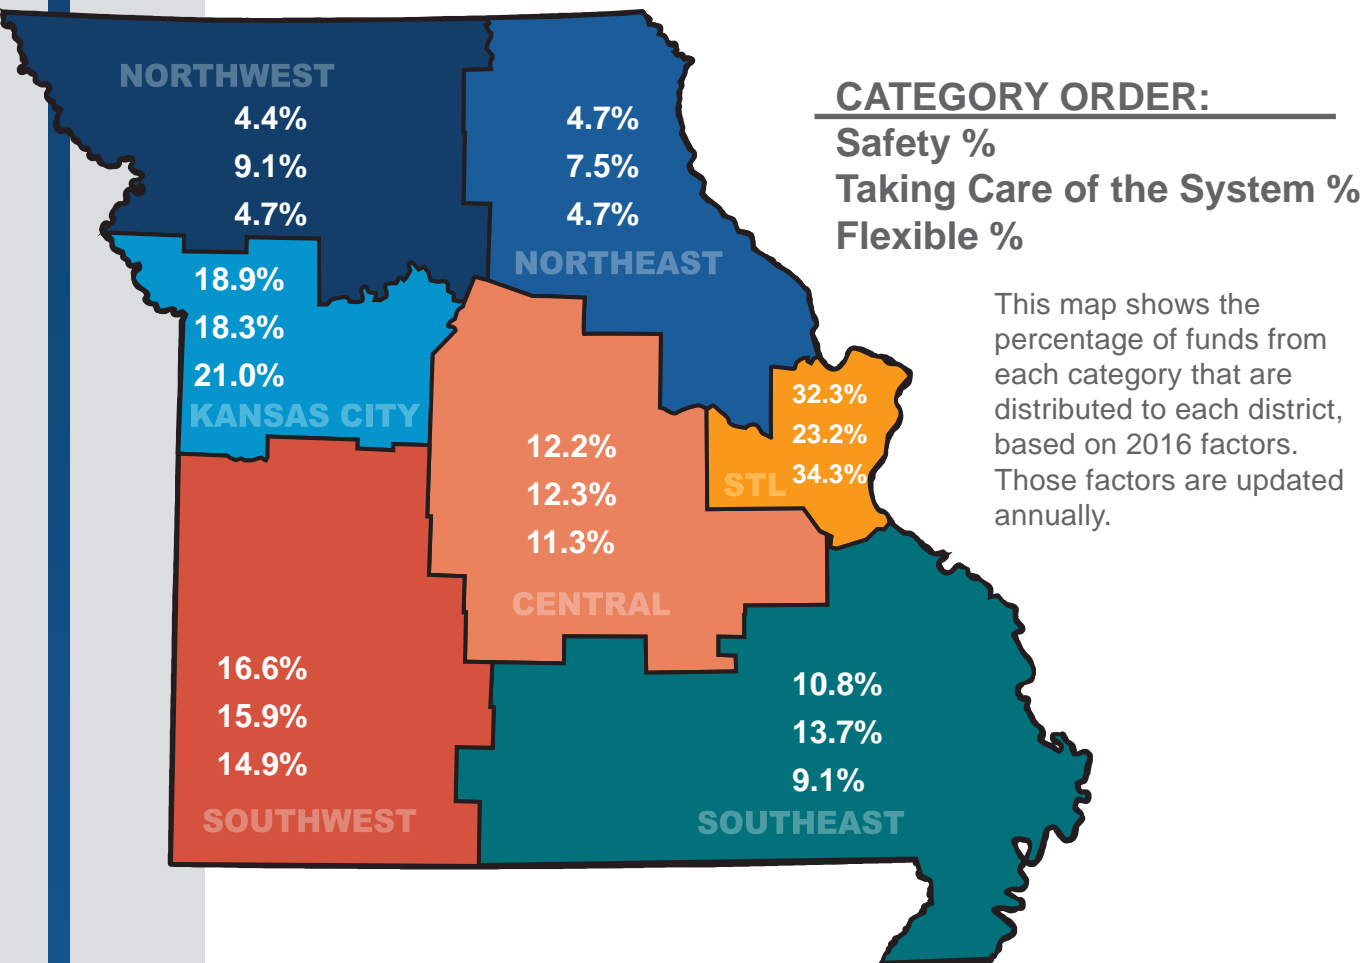 NORTHWEST
4.4%
9.1%
4.7%
4.7%
7.5%
4.7%
NORTHEAST
CATEGORY ORDER:
Safety %
Taking Care of the System %
Flexible %
This map shows the
percentage of funds from
each category that are
distributed to each district,
based on 2016 factors.
Those factors are updated
annually.
18.9%
18.3%
21.0%
KANSAS CITY
32.3%
23.2%
34.3%
STL
12.2%
12.3%
11.3%
CENTRAL
16.6%
15.9%
14.9%
SOUTHWEST
10.8%
13.7%
9.1%
SOUTHEAST